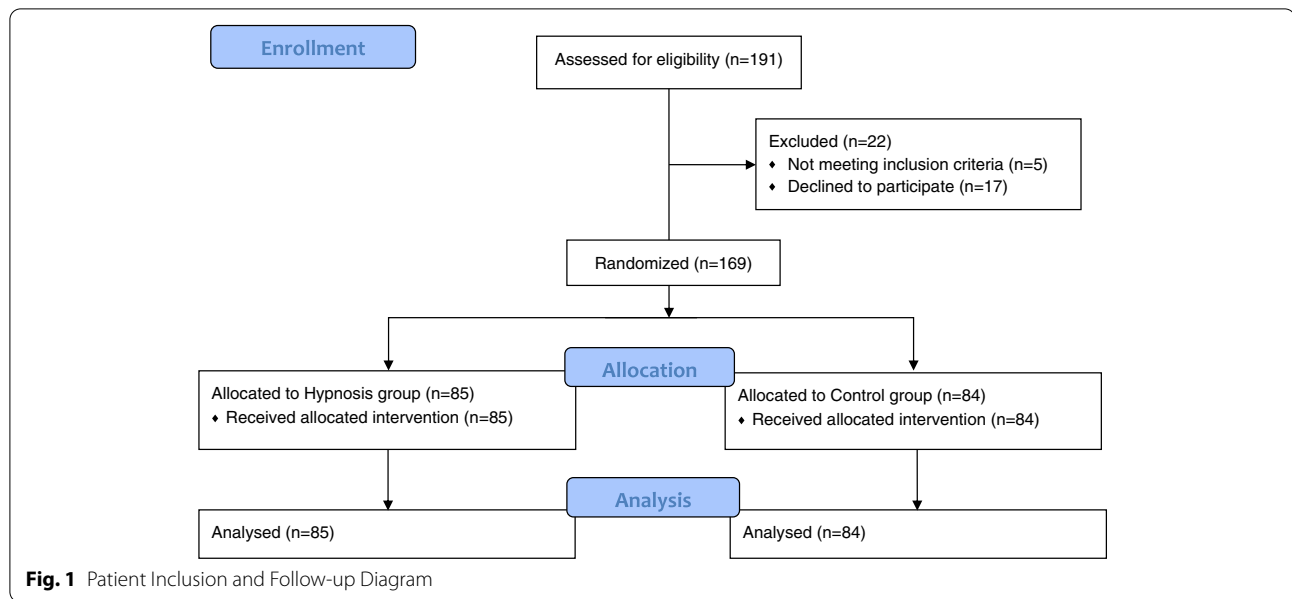 Enrollment
Assessed for eligibility (n=191)
Excluded (n=22)
♦ Not meeting inclusion criteria (n=5)
♦ Declined to participate (n=17)
Randomized (n=169)
Allocation
Allocated to Hypnosis group (n=85)
♦ Received allocated intervention (n=85)
Allocated to Control group (n=84)
♦ Received allocated intervention (n=84)
Analysis
Analysed (n=85)
Analysed (n=84)
Fig. 1 Patient Inclusion and Follow-up Diagram